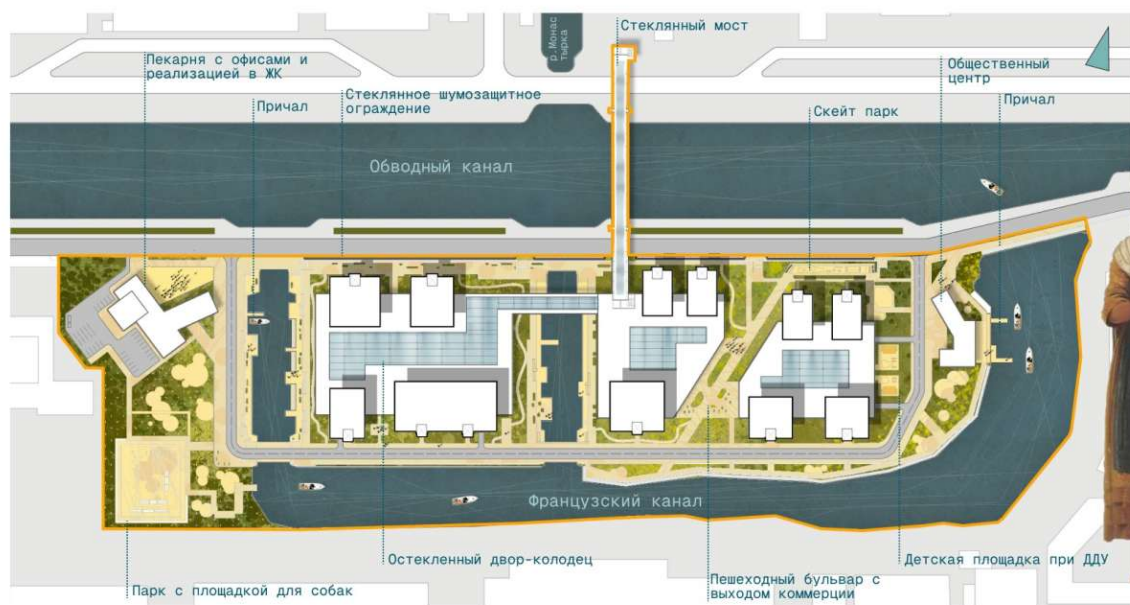 Стеклянный мост
р.Монас
тырка
Пекарня с офисами и
реализацией в ЖК
Общественный
центр
Стеклянное шумозащитное
ограждение
Причал
Скейт парк
Причал
Обводный канал
Французский канал
Остекленный двор-колодец
Детская площадка при ДДУ
Пешеходный бульвар с
выходом коммерции
Парк с площадкой для собак